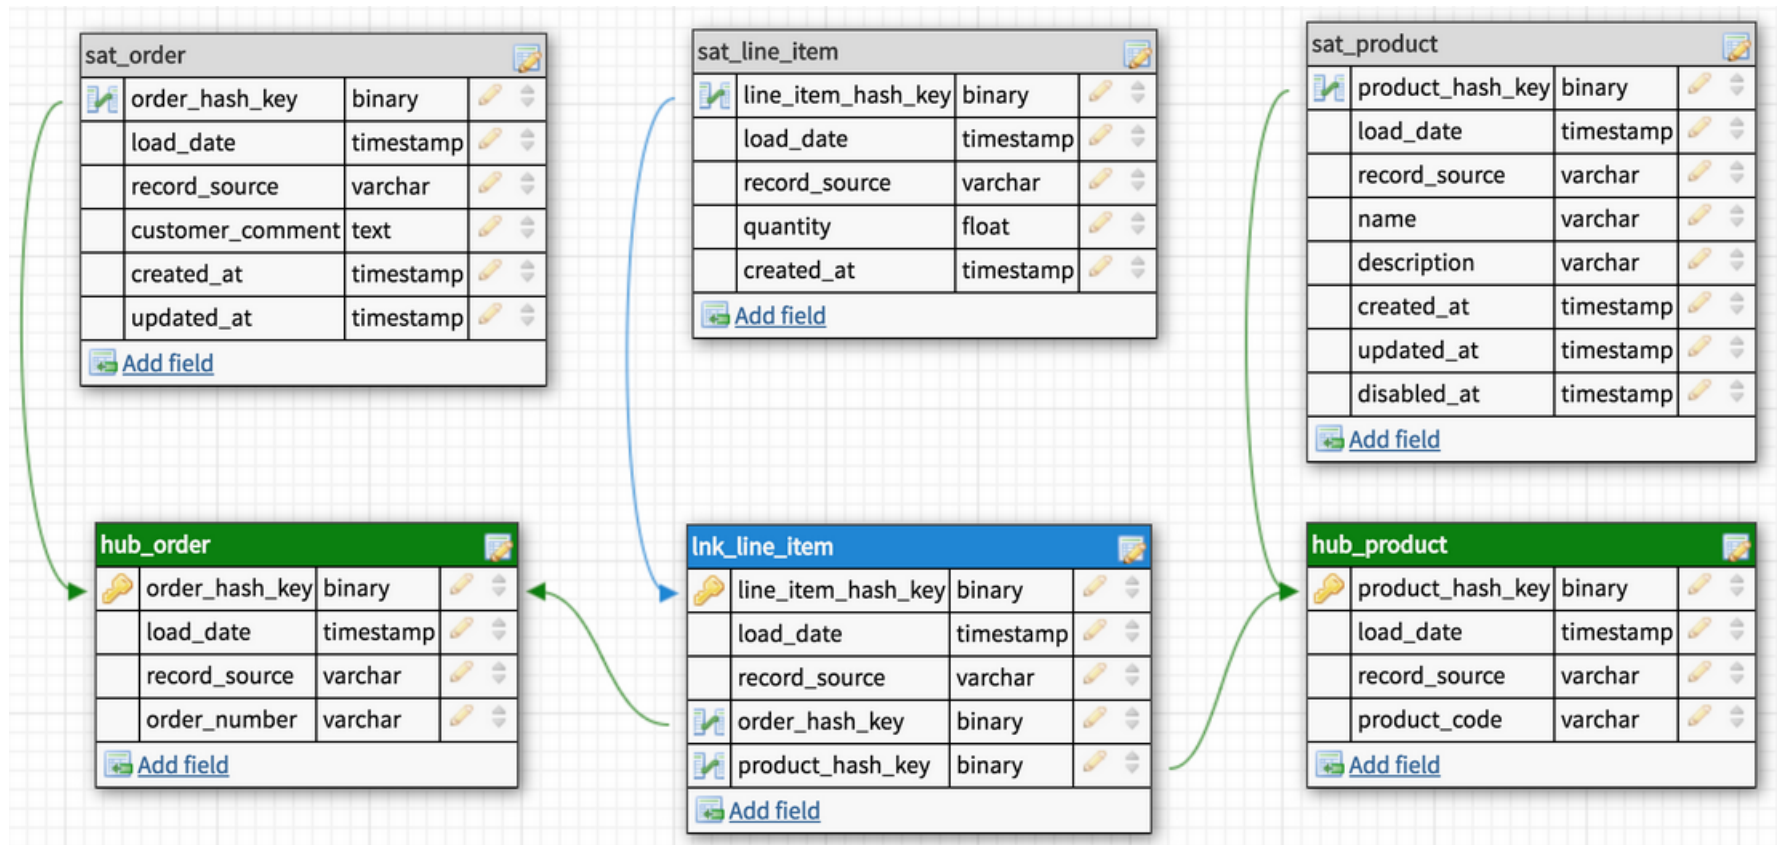 sat_order
order_hash_key binary
load_date timestamp
record_source varchar
customer_comment text
created_at timestamp
updated_at timestamp
Add field
sat_line_item
line_item_hash_key binary
load_date timestamp
record_source varchar
quantity float
created_at timestamp
Add field
sat_product
product_hash_key binary
load_date timestamp
record_source varchar
name varchar
description varchar
created_at timestamp
updated_at timestamp
disabled_at timestamp
Add field
hub_order
order_hash_key binary
load_date timestamp
record_source varchar
order_number varchar
Add field
lnk_line_item
line_item_hash_key binary
load_date timestamp
record_source varchar
order_hash_key binary
product_hash_key binary
Add field
hub_product
product_hash_key binary
load_date timestamp
record_source varchar
product_code varchar
Add field